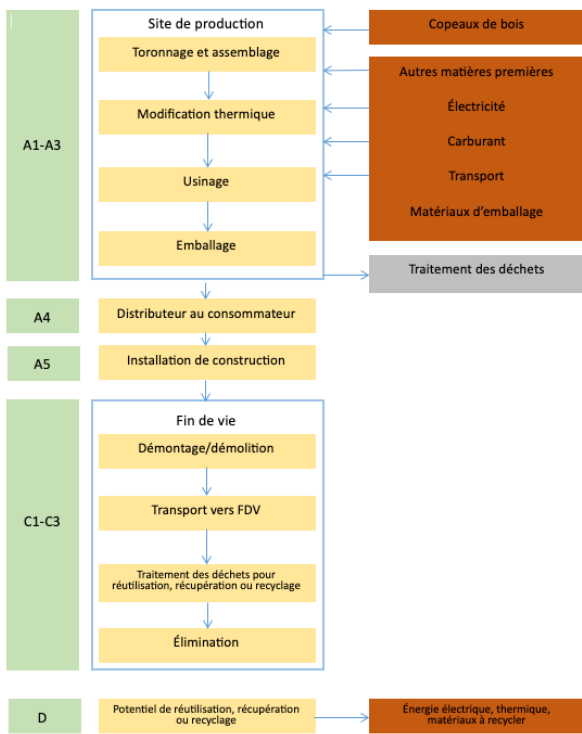 A1-A3
Site de production
Toronnage et assemblage
Modification thermique
Usinage
Emballage
Copeaux de bois
Autres matières premières
Électricité
Carburant
Transport
Matériaux d'emballage
Traitement des déchets
A4
Distributeur au consommateur
A5
Installation de construction
C1-C3
Fin de vie
Démontage/démolition
Transport vers FDV
Traitement des déchets pour
réutilisation, récupération ou recyclage
Élimination
D
Potentiel de réutilisation, récupération
ou recyclage
Énergie électrique, thermique,
matériaux à recycler